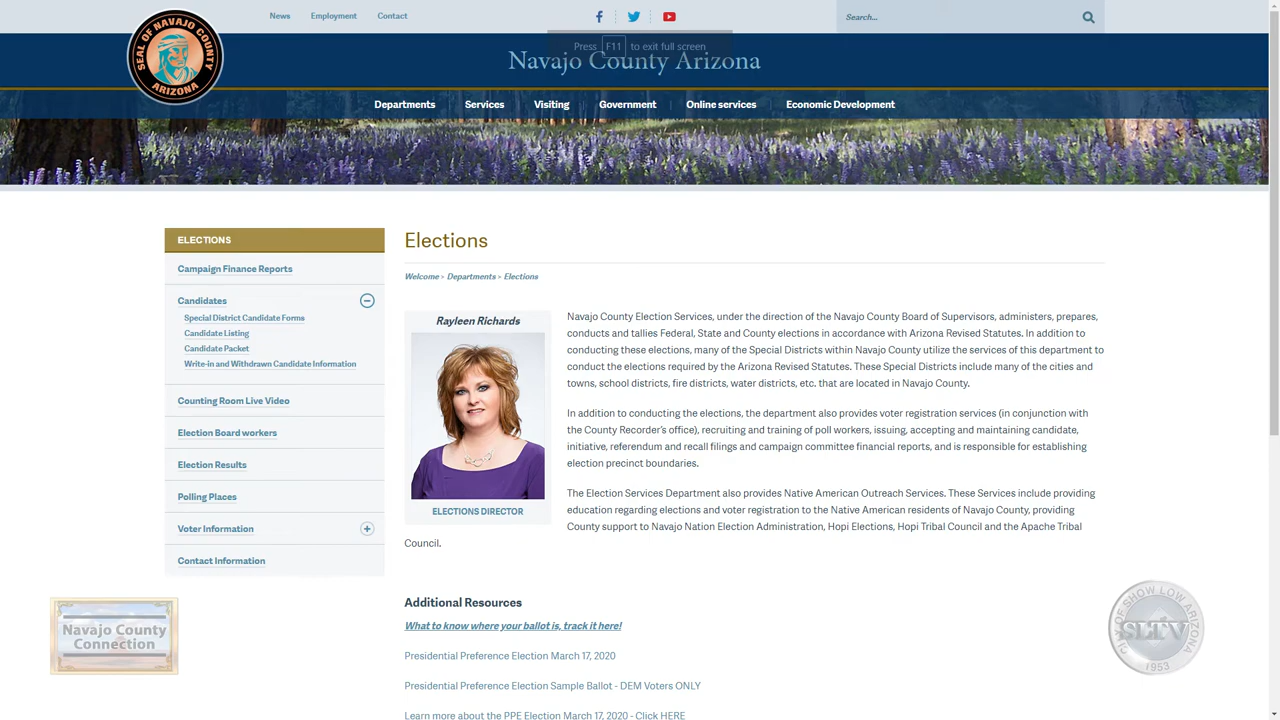 News
Employment
Contact
Search...
Press F11 to exit full screen
SEAL OF NAVAJO COUNTY
ARIZONA
Navajo County Arizona
Departments
Services
Visiting
Government
Online services
Economic Development
ELECTIONS
Campaign Finance Reports
Candidates
Special District Candidate Forms
Candidate Listing
Candidate Packet
Write-in and Withdrawn Candidate Information
Counting Room Live Video
Election Board workers
Election Results
Polling Places
Voter Information
Contact Information
Elections
Welcome > Departments > Elections
Rayleen Richards
ELECTIONS DIRECTOR
Navajo County Election Services, under the direction of the Navajo County Board of Supervisors, administers, prepares,
conducts and tallies Federal, State and County elections in accordance with Arizona Revised Statutes. In addition to
conducting these elections, many of the Special Districts within Navajo County utilize the services of this department to
conduct the elections required by the Arizona Revised Statutes. These Special Districts include many of the cities and
towns, school districts, fire districts, water districts, etc. that are located in Navajo County.
In addition to conducting the elections, the department also provides voter registration services (in conjunction with
the County Recorder's office), recruiting and training of poll workers, issuing, accepting and maintaining candidate,
initiative, referendum and recall filings and campaign committee financial reports, and is responsible for establishing
election precinct boundaries.
The Election Services Department also provides Native American Outreach Services. These Services include providing
education regarding elections and voter registration to the Native American residents of Navajo County, providing
County support to Navajo Nation Election Administration, Hopi Elections, Hopi Tribal Council and the Apache Tribal
Council.
Additional Resources
What to know where your ballot is, track it here!
Presidential Preference Election March 17, 2020
Presidential Preference Election Sample Ballot - DEM Voters ONLY
Learn more about the PPE Election March 17, 2020 - Click HERE
Navajo County
Connection
CITY OF SHOW LOW ARIZONA
SLTV
1953